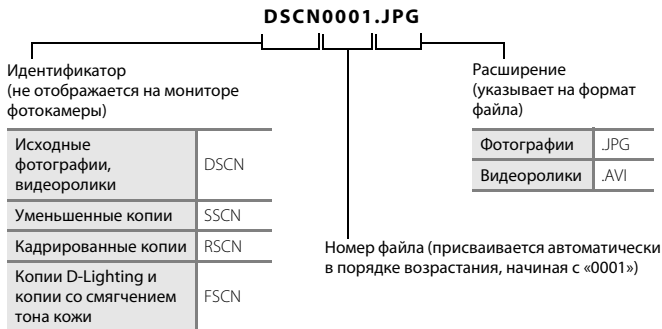 DSCN0001.JPG
Идентификатор
(не отображается на мониторе
фотокамеры)
Исходные
фотографии,
видеоролики
DSCN
Уменьшенные копии SSCN
Кадрированные копии RSCN
Копии D-Lighting и
копии со смягчением
тона кожи
FSCN
Номер файла (присваивается автоматически
в порядке возрастания, начиная с «0001»)
Расширение
(указывает на формат
файла)
Фотографии .JPG
Видеоролики .AVI